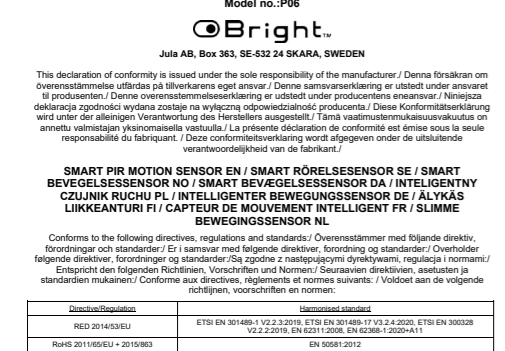 Model no.:P06
Bright™
Jula AB, Box 363, SE-532 24 SKARA, SWEDEN
This declaration of conformity is issued under the sole responsibility of the manufacturer./ Denna försäkran om
överensstämmelse utfärdas på tillverkarens eget ansvar./ Denne samsvarserklæring er utstedt under ansvaret
til produsenten./ Denne overensstemmelseserklæring er udstedt under producentens eneansvar./ Niniejsza
deklaracja zgodności wydana zostaje na wyłączną odpowiedzialność producenta./ Diese Konformitätserklärung
wird unter der alleinigen Verantwortung des Herstellers ausgestellt./ Tämä vaatimustenmukaisuusvakuutus on
annettu valmistajan yksinomaisella vastuulla./ La présente déclaration de conformité est émise sous la seule
responsabilité du fabriquant. / Deze conformiteitsverklaring wordt afgegeven onder de uitsluitende
verantwoordelijkheid van de fabrikant./
SMART PIR MOTION SENSOR EN / SMART RÖRELSESENSOR SE / SMART
BEVEGELSESSENSOR NO / SMART BEVÆGELSESSENSOR DA / INTELIGENTNY
CZUJNIK RUCHU PL / INTELLIGENTER BEWEGUNGSSENSOR DE / ÄLYKÄS
LIIKKEANTURI FI / CAPTEUR DE MOUVEMENT INTELLIGENT FR / SLIMME
BEWEGINGSSENSOR NL
Conforms to the following directives, regulations and standards:/ Överensstämmer med följande direktiv,
förordningar och standarder:/ Er i samsvar med følgende direktiver, forordning og standarder:/ Overholder
følgende direktiver, forordninger og standarder:/Są zgodne z następującymi dyrektywami, regulacja i normami:/
Entspricht den folgenden Richtlinien, Vorschriften und Normen:/ Seuraavien direktiivien, asetusten ja
standardien mukainen:/ Conforme aux directives, règlements et normes suivants: / Voldoet aan de volgende
richtlijnen, voorschriften en normen:
Directive/Regulation Harmonised standard
RED 2014/53/EU ETSI EN 301489-1 V2.2.3:2019, ETSI EN 301489-17 V3.2.4:2020, ETSI EN 300328
V2.2.2:2019, EN 62311:2008, EN 62368-1:2020+A11
RoHS 2011/65/EU + 2015/863 EN 50581:2012